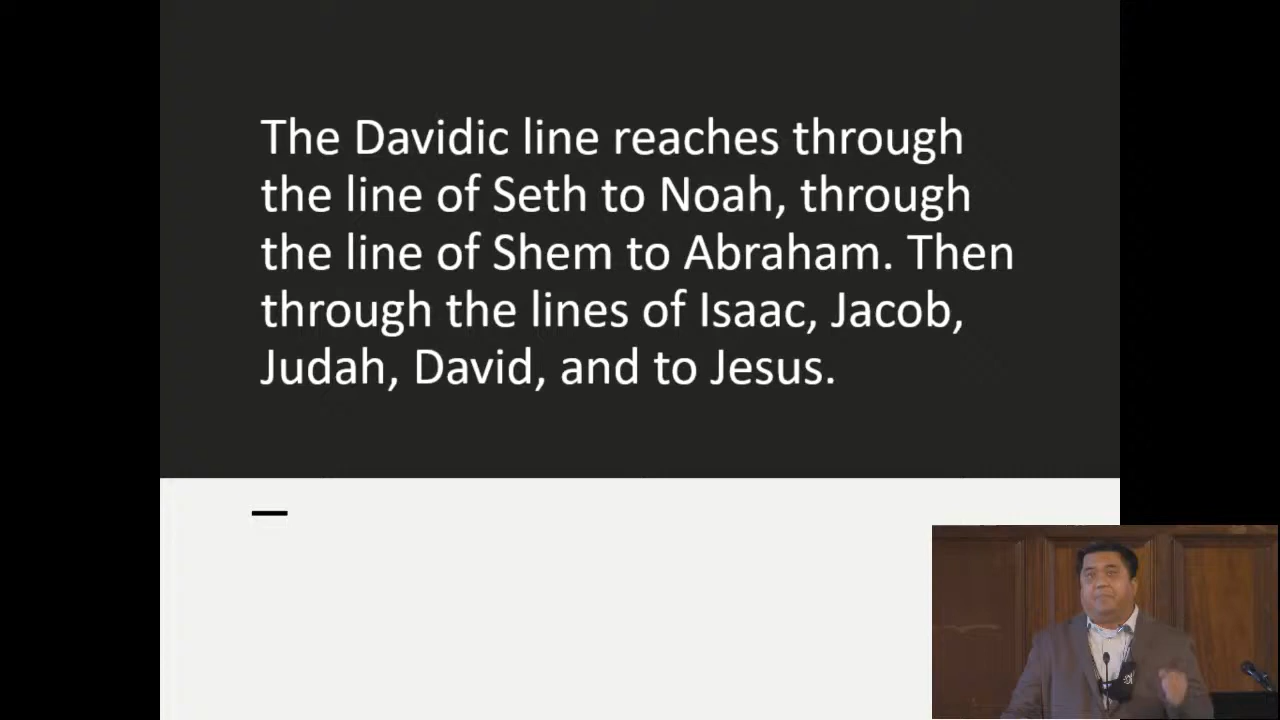 The Davidic line reaches through
the line of Seth to Noah, through
the line of Shem to Abraham. Then
through the lines of Isaac, Jacob,
Judah, David, and to Jesus.